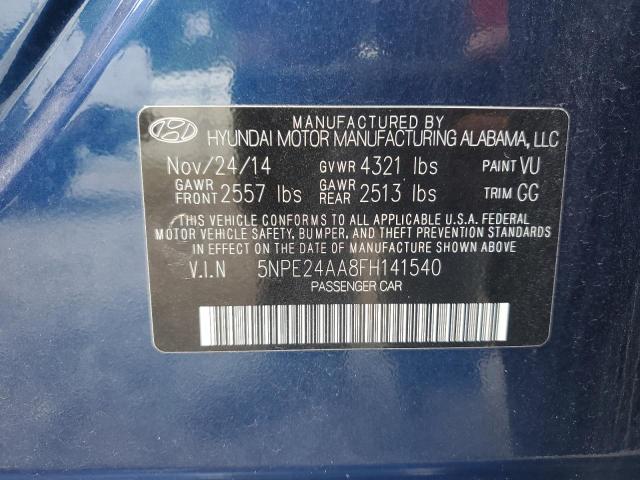 MANUFACTURED BY
HYUNDAI MOTOR MANUFACTURING ALABAMA, LLC
Nov/24/14 GVWR 4321 lbs PAINT VU
GAWR FRONT 2557 lbs GAWR REAR 2513 lbs TRIM GG
THIS VEHICLE CONFORMS TO ALL APPLICABLE U.S.A. FEDERAL
MOTOR VEHICLE SAFETY, BUMPER, AND THEFT PREVENTION STANDARDS
IN EFFECT ON THE DATE OF MANUFACTURE SHOWN ABOVE.
V.I.N 5NPE24AA8FH141540
PASSENGER CAR